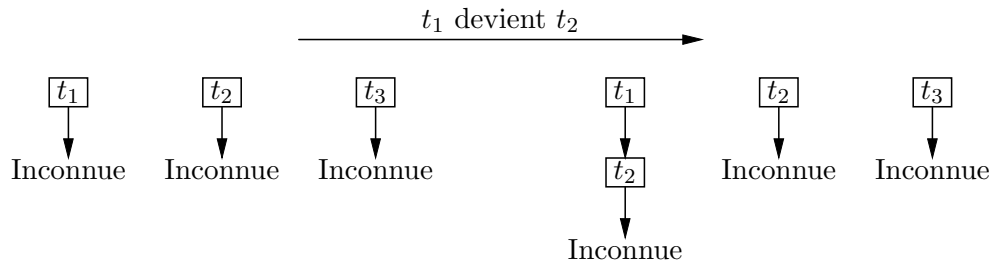 t₁ devient t₂
t₁ t₂ t₃ t₁ t₂ t₃
Inconnue Inconnue Inconnue t₂ Inconnue Inconnue
Inconnue